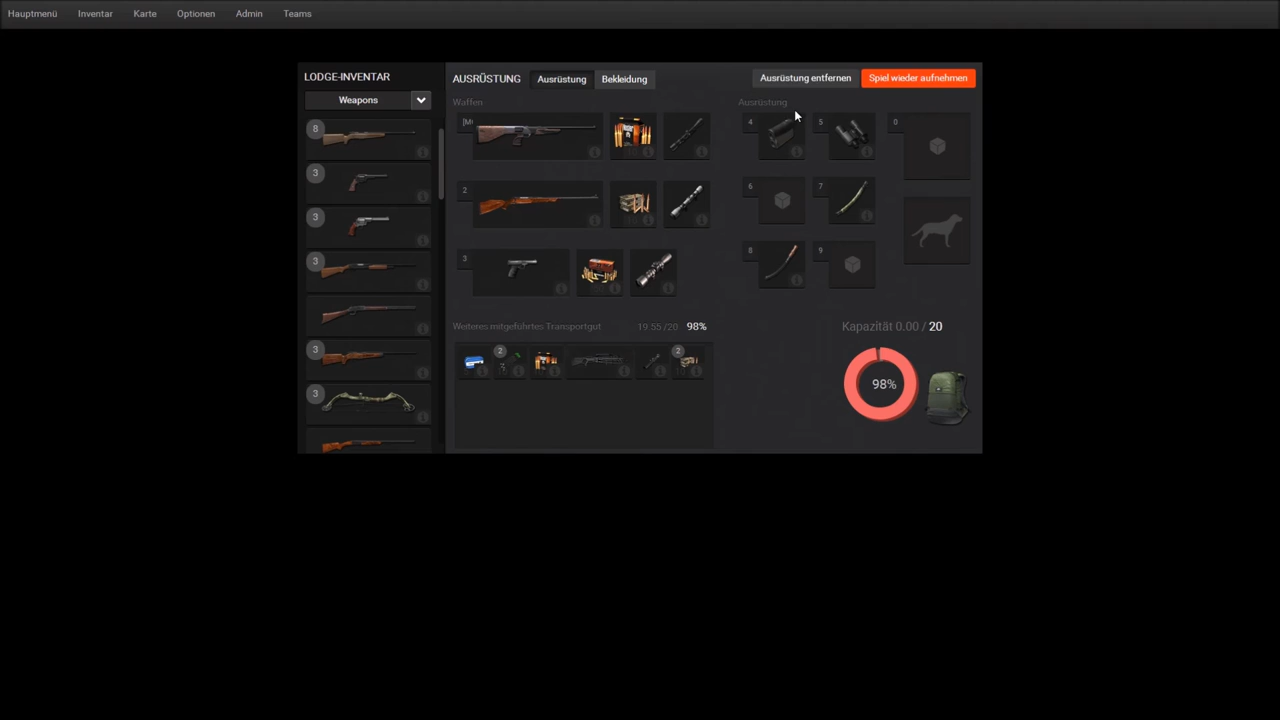 Hauptmenü Inventar Karte Optionen Admin Teams
LODGE-INVENTAR
Weapons
8
3
3
3
3
3
AUSRÜSTUNG Ausrüstung Bekleidung
Ausrüstung entfernen Spiel wieder aufnehmen
Waffen
2
3
Ausrüstung
4 5 0
6 7
8 9
Weiteres mitgeführtes Transportgut 19.55 /20 98%
2 2
Kapazität 0.00 / 20
98%